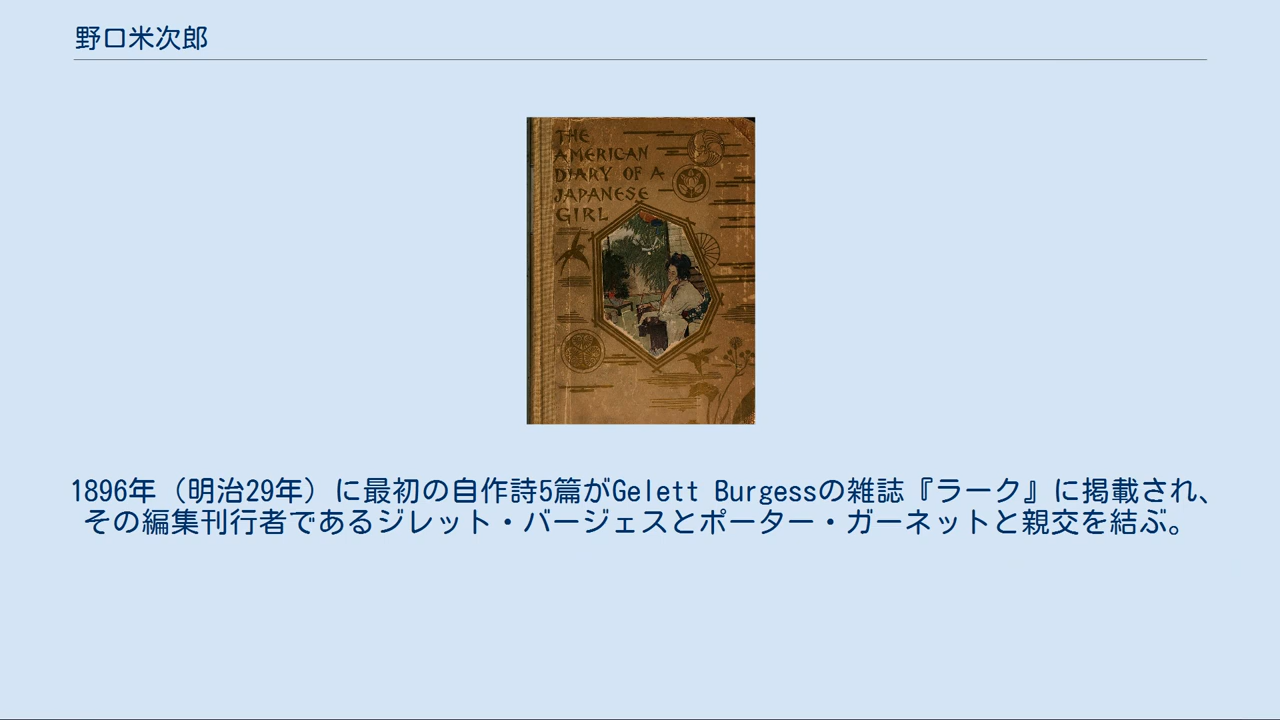 野口米次郎
THE
AMERICAN
DIARY OF A
JAPANESE
GIRL
1896年（明治29年）に最初の自作詩5篇がGelett Burgessの雑誌『ラーク』に掲載され、
その編集刊行者であるジレット・バージェスとポーター・ガーネットと親交を結ぶ。